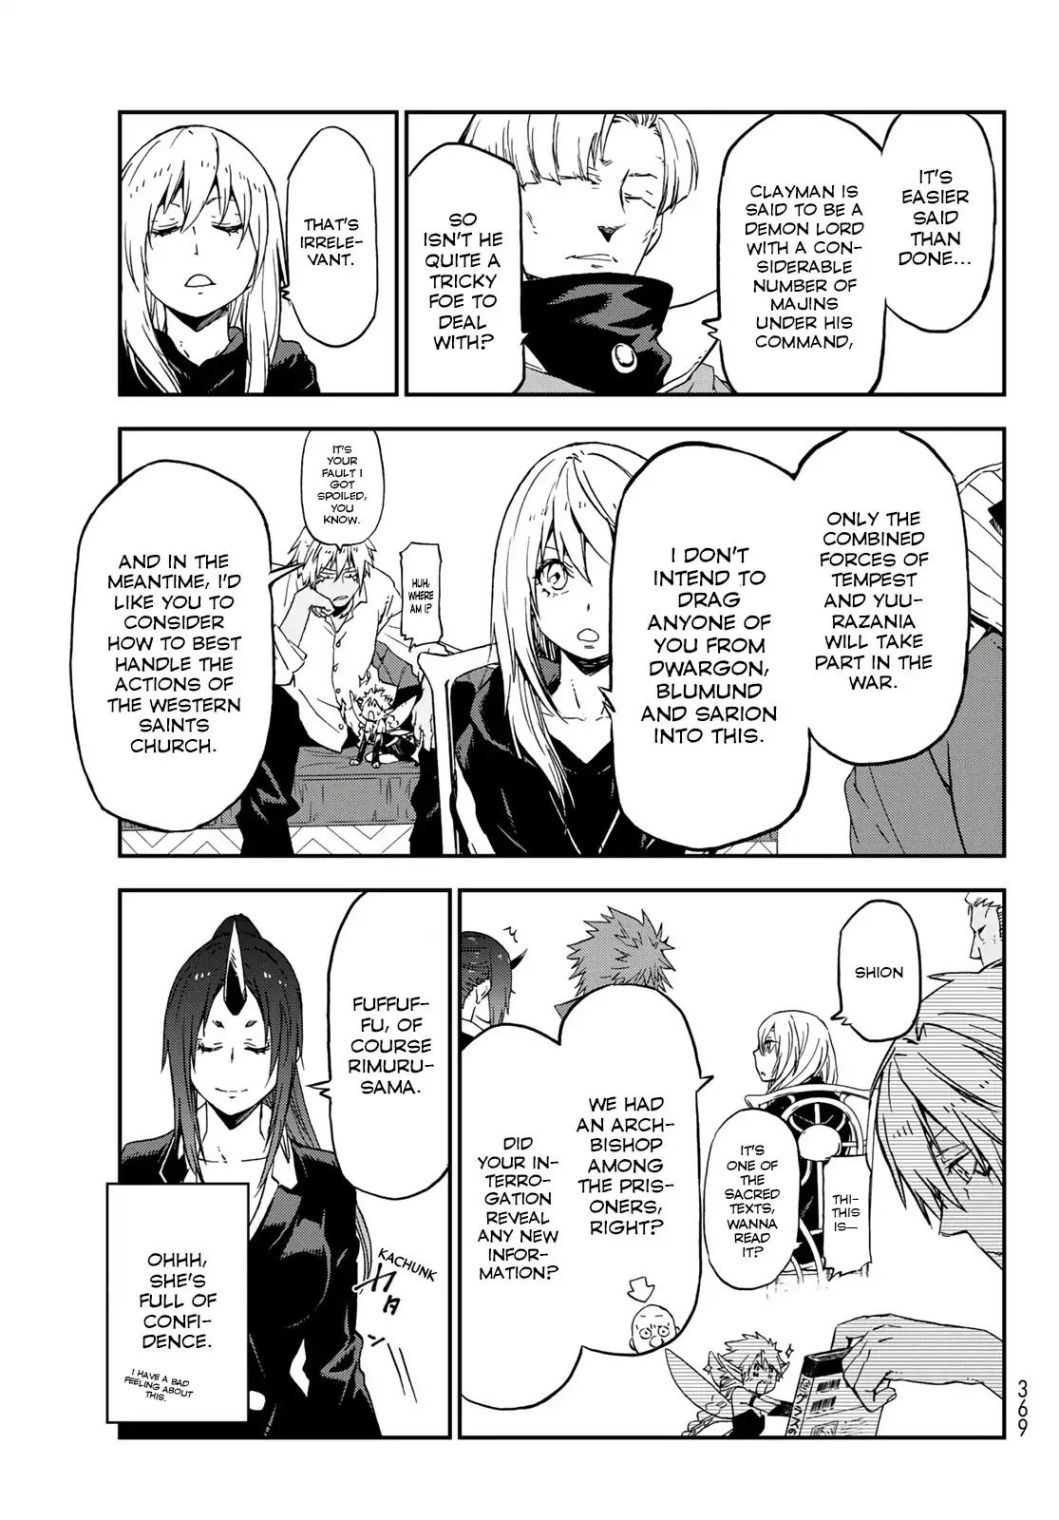 IT'S
EASIER
SAID
THAN
DONE...
CLAYMAN IS
SAID TO BE A
DEMON LORD
WITH A CON-
SIDERABLE
NUMBER OF
MAJINS
UNDER HIS
COMMAND,
SO
ISN'T HE
QUITE A
TRICKY
FOE TO
DEAL
WITH?
THAT'S
IRRELE-
VANT.
ONLY THE
COMBINED
FORCES OF
TEMPEST
AND YUU-
RAZANIA
WILL TAKE
PART IN THE
WAR.
I DON'T
INTEND TO
DRAG
ANYONE OF
YOU FROM
DWARGON,
BLUMUND
AND SARION
INTO THIS.
HUH,
WHERE
AM I?
IT'S
YOUR
FAULT I
GOT
SPOILED,
YOU
KNOW.
AND IN THE
MEANTIME, I'D
LIKE YOU TO
CONSIDER
HOW TO BEST
HANDLE THE
ACTIONS OF
THE WESTERN
SAINTS
CHURCH.
SHION
WE HAD
AN ARCH-
BISHOP
AMONG
THE PRIS-
ONERS,
RIGHT?
DID
YOUR IN-
TERRO-
GATION
REVEAL
ANY NEW
INFOR-
MATION?
THI-
THIS
IS—
IT'S
ONE OF
THE
SACRED
TEXTS,
WANNA
READ
IT?
FUFFUF-
FU, OF
COURSE
RIMURU-
SAMA.
KACHUNK
カタ
OHHH,
SHE'S
FULL OF
CONFI-
DENCE.
I HAVE A BAD
FEELING ABOUT
THIS.
369